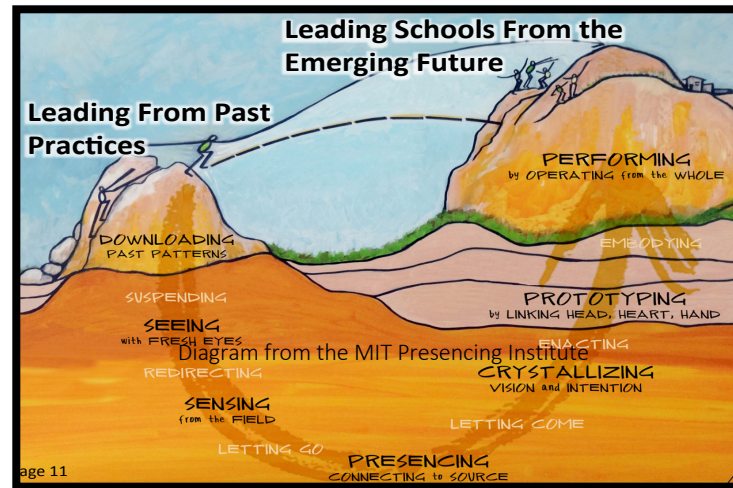 Leading Schools From the
Emerging Future
Leading From Past
Practices
PERFORMING
by OPERATING from the WHOLE
DOWNLOADING
PAST PATTERNS
EMBODYING
SUSPENDING
PROTOTYPING
by LINKING HEAD, HEART, HAND
SEEING
with FRESH EYES
ENACTING
Diagram from the MIT Presencing Institute
REDIRECTING
CRYSTALLIZING
VISION and INTENTION
SENSING
from the FIELD
LETTING COME
LETTING GO
PRESENCING
CONNECTING to SOURCE
age 11